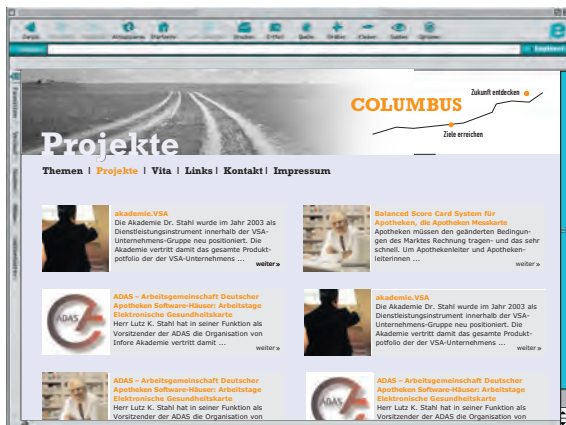 COLUMBUS
Zukunft entdecken
Ziele erreichen
Projekte
Themen | Projekte | Vita | Links | Kontakt | Impressum
akademie.VSA
Die Akademie Dr. Stahl wurde im Jahr 2003 als
Dienstleistungsinstrument innerhalb der VSA-
Unternehmens-Gruppe neu positioniert. Die
Akademie vertritt damit das gesamte Produkt-
potfolio der der VSA-Unternehmens ...
weiter »
Balanced Score Card System für
Apotheken, die Apotheken Messkarte
Apotheken müssen den geänderten Bedingun-
gen des Marktes Rechnung tragen- und das sehr
schnell. Um Apothekenleiter und Apotheken-
leiterinnen ...
weiter »
ADAS
ADAS – Arbeitsgemeinschaft Deutscher
Apotheken Software-Häuser: Arbeitstage
Elektronische Gesundheitskarte
Herr Lutz K. Stahl hat in seiner Funktion als
Vorsitzender der ADAS die Organisation von
Infore Akademie vertritt damit ...
weiter »
akademie.VSA
Die Akademie Dr. Stahl wurde im Jahr 2003 als
Dienstleistungsinstrument innerhalb der VSA-
Unternehmens-Gruppe neu positioniert. Die
Akademie vertritt damit das gesamte Produkt-
potfolio der der VSA-Unternehmens ...
weiter »
ADAS – Arbeitsgemeinschaft Deutscher
Apotheken Software-Häuser: Arbeitstage
Elektronische Gesundheitskarte
Herr Lutz K. Stahl hat in seiner Funktion als
Vorsitzender der ADAS die Organisation von
ADAS
ADAS – Arbeitsgemeinschaft Deutscher
Apotheken Software-Häuser: Arbeitstage
Elektronische Gesundheitskarte
Herr Lutz K. Stahl hat in seiner Funktion als
Vorsitzender der ADAS die Organisation von